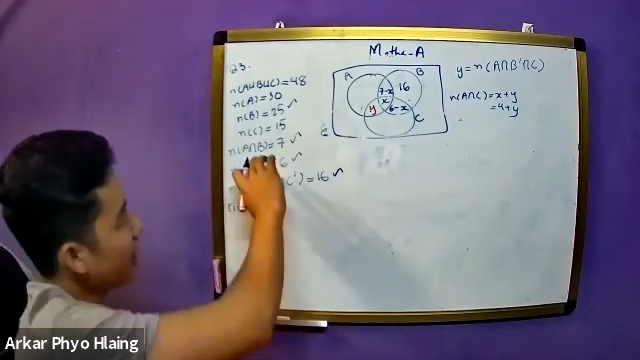 Maths-A
23.
n(A∪B∪C)=48
n(A)=30
n(B)=25 ✓
n(C)=15
n(A∩B)=7 ✓
6 ✓
C')=16 ✓
A
B
7-x
16
x
y
6-x
C
y=n(A∩B'∩C)
n(A∩C)=x+y
=4+y
Arkar Phyo Hlaing